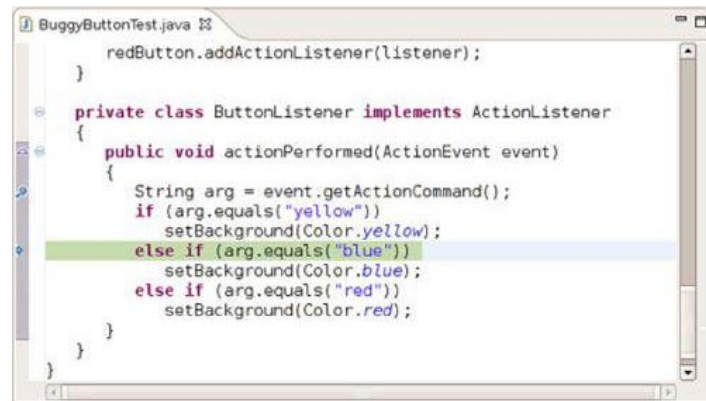 BuggyButtonTest.java
redButton.addActionListener(listener);
}
private class ButtonListener implements ActionListener
{
public void actionPerformed(ActionEvent event)
{
String arg = event.getActionCommand();
if (arg.equals("yellow"))
setBackground(Color.yellow);
else if (arg.equals("blue"))
setBackground(Color.blue);
else if (arg.equals("red"))
setBackground(Color.red);
}
}
}